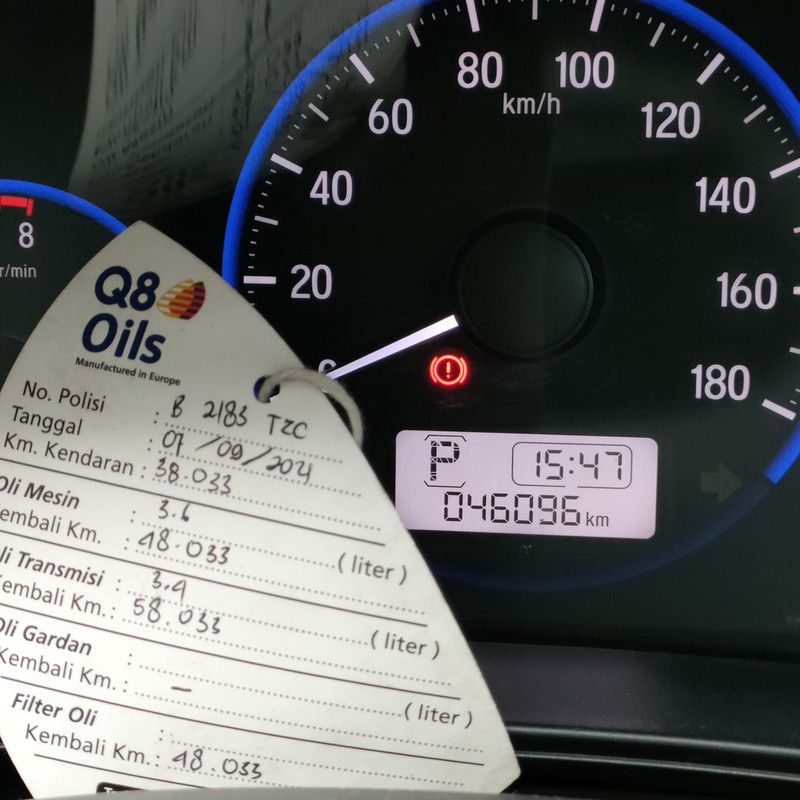 80 100
km/h
60 120
40 140
20 160
180
8
r/min
P 15:47
046096 km
Q8
Oils
Manufactured in Europe
No. Polisi : B 2183 TZC
Tanggal : 07/09/2021
Km. Kendaran : 38.033
Oli Mesin : 3.6 (liter)
Kembali Km. : 48.033
Oli Transmisi : 3.9 (liter)
Kembali Km. : 58.033
Oli Gardan : (liter)
Kembali Km. : –
Filter Oli :
Kembali Km. : 48.033